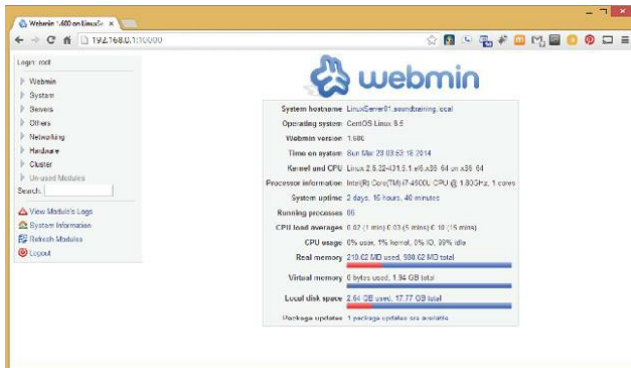 Webmin 1.600 on LinuxSe
192.168.0.1:10000
Login: root
Webmin
System
Servers
Others
Networking
Hardware
Cluster
Un-used Modules
Search:
View Module's Logs
System Information
Refresh Modules
Logout
webmin
System hostname LinuxServer01.soundtraining.local
Operating system CentOS Linux 6.5
Webmin version 1.680
Time on system Sun Mar 23 2014
Kernel and CPU Linux 2.6.32-431.5.1.el6.x86_64 on x86_64
Processor information Intel(R) Core(TM) i7-4500U CPU @ 1.80GHz, 1 cores
System uptime 2 days, 15 hours, 40 minutes
Running processes 86
CPU load averages 0.02 (1 min) 0.03 (5 mins) 0.10 (15 mins)
CPU usage 0% user, 1% kernel, 0% IO, 99% idle
Real memory 210.02 MB used, 980.62 MB total
Virtual memory 0 bytes used, 1.94 GB total
Local disk space 2.64 GB used, 17.77 GB total
Package updates 1 package updates are available